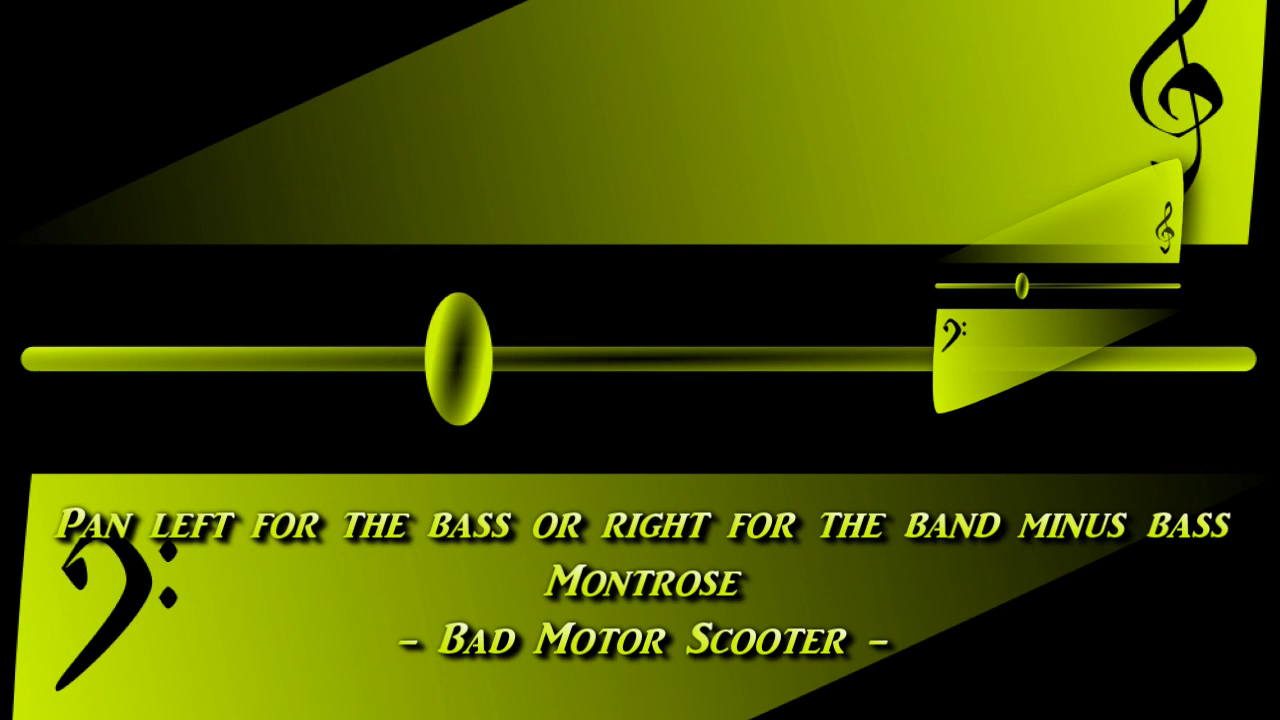 Pan left for the bass or right for the band minus bass
Montrose
- Bad Motor Scooter -